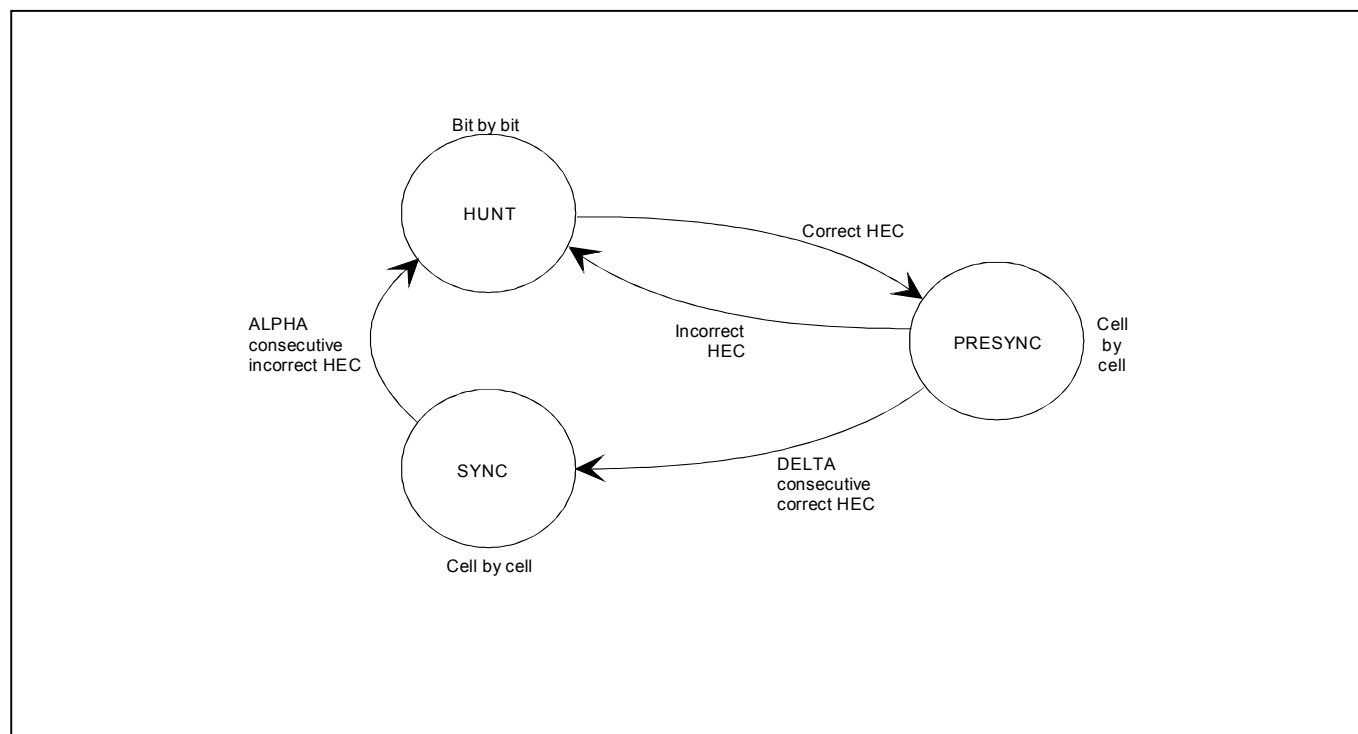 Bit by bit
HUNT
Correct HEC
ALPHA
consecutive
incorrect HEC
Incorrect
HEC
PRESYNC
Cell
by
cell
SYNC
DELTA
consecutive
correct HEC
Cell by cell